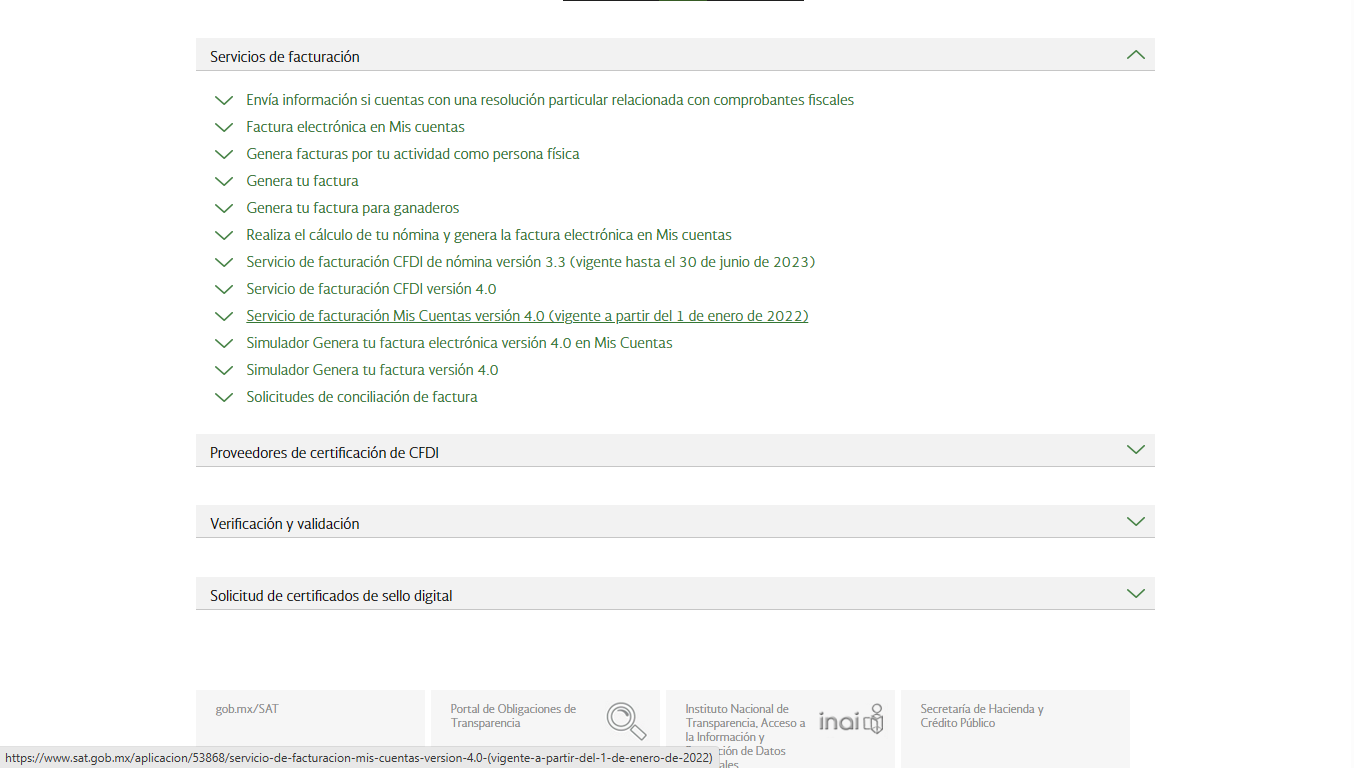 Servicios de facturación
Envía información si cuentas con una resolución particular relacionada con comprobantes fiscales
Factura electrónica en Mis cuentas
Genera facturas por tu actividad como persona física
Genera tu factura
Genera tu factura para ganaderos
Realiza el cálculo de tu nómina y genera la factura electrónica en Mis cuentas
Servicio de facturación CFDI de nómina versión 3.3 (vigente hasta el 30 de junio de 2023)
Servicio de facturación CFDI versión 4.0
Servicio de facturación Mis Cuentas versión 4.0 (vigente a partir del 1 de enero de 2022)
Simulador Genera tu factura electrónica versión 4.0 en Mis Cuentas
Simulador Genera tu factura versión 4.0
Solicitudes de conciliación de factura
Proveedores de certificación de CFDI
Verificación y validación
Solicitud de certificados de sello digital
gob.mx/SAT
Portal de Obligaciones de
Transparencia
Instituto Nacional de
Transparencia, Acceso a
la Información y
ción de Datos
ales
inai
Secretaría de Hacienda y
Crédito Público
https://www.sat.gob.mx/aplicacion/53868/servicio-de-facturacion-mis-cuentas-version-4.0-(vigente-a-partir-del-1-de-enero-de-2022)